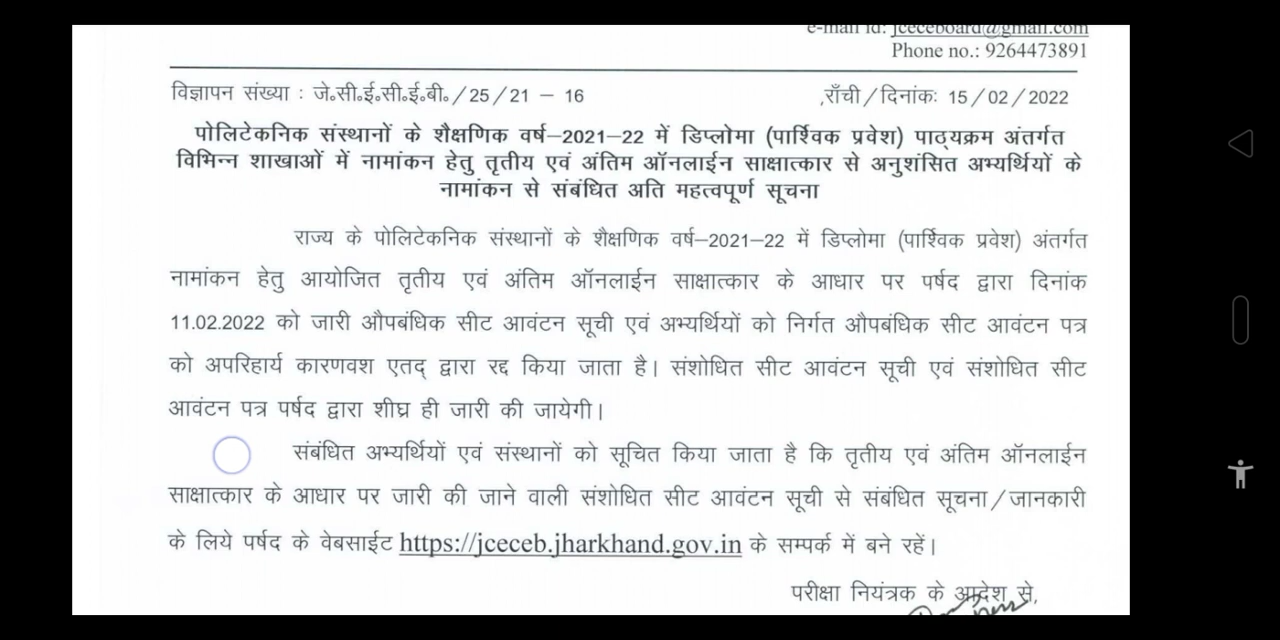 e-mail id: jceceboard@gmail.com
Phone no.: 9264473891
विज्ञापन संख्या : जे०सी०ई०सी०ई०बी० / 25 / 21 – 16 ,राँची / दिनांकः 15 / 02 / 2022
पोलिटेकनिक संस्थानों के शैक्षणिक वर्ष–2021-22 में डिप्लोमा (पार्श्विक प्रवेश) पाठ्यक्रम अंतर्गत
विभिन्न शाखाओं में नामांकन हेतु तृतीय एवं अंतिम ऑनलाईन साक्षात्कार से अनुशंसित अभ्यर्थियों के
नामांकन से संबंधित अति महत्वपूर्ण सूचना
राज्य के पोलिटेकनिक संस्थानों के शैक्षणिक वर्ष–2021-22 में डिप्लोमा (पार्श्विक प्रवेश) अंतर्गत
नामांकन हेतु आयोजित तृतीय एवं अंतिम ऑनलाईन साक्षात्कार के आधार पर पर्षद द्वारा दिनांक
11.02.2022 को जारी औपबंधिक सीट आवंटन सूची एवं अभ्यर्थियों को निर्गत औपबंधिक सीट आवंटन पत्र
को अपरिहार्य कारणवश एतद् द्वारा रद्द किया जाता है। संशोधित सीट आवंटन सूची एवं संशोधित सीट
आवंटन पत्र पर्षद द्वारा शीघ्र ही जारी की जायेगी।
संबंधित अभ्यर्थियों एवं संस्थानों को सूचित किया जाता है कि तृतीय एवं अंतिम ऑनलाईन
साक्षात्कार के आधार पर जारी की जाने वाली संशोधित सीट आवंटन सूची से संबंधित सूचना / जानकारी
के लिये पर्षद के वेबसाईट https://jceceb.jharkhand.gov.in के सम्पर्क में बने रहें।
परीक्षा नियंत्रक के आदेश से,